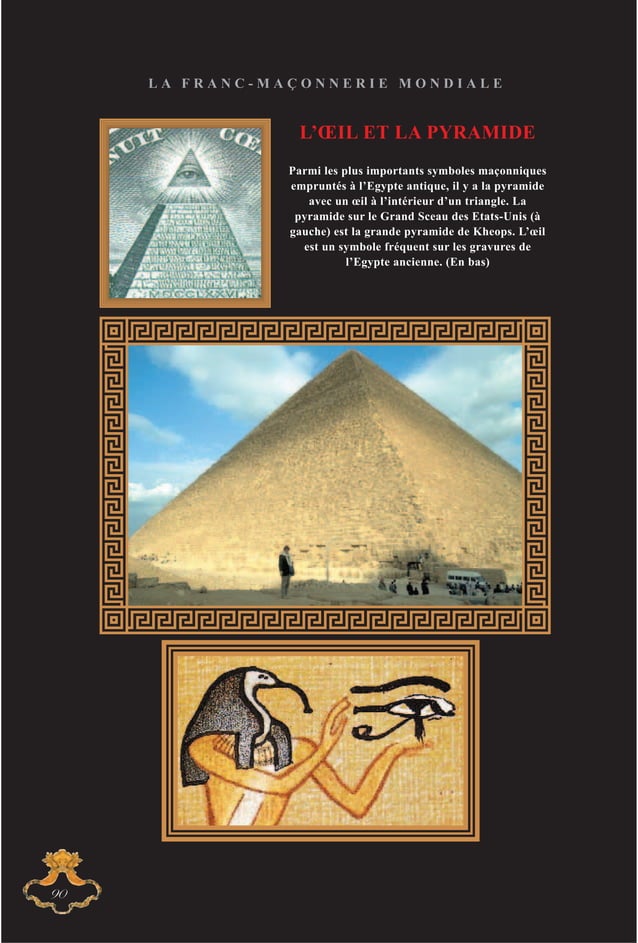 LA FRANC-MAÇONNERIE MONDIALE
L'ŒIL ET LA PYRAMIDE
Parmi les plus importants symboles maçonniques
empruntés à l'Egypte antique, il y a la pyramide
avec un œil à l'intérieur d'un triangle. La
pyramide sur le Grand Sceau des Etats-Unis (à
gauche) est la grande pyramide de Kheops. L'œil
est un symbole fréquent sur les gravures de
l'Egypte ancienne. (En bas)
NUIT CŒ
MDCCLXXVI
90